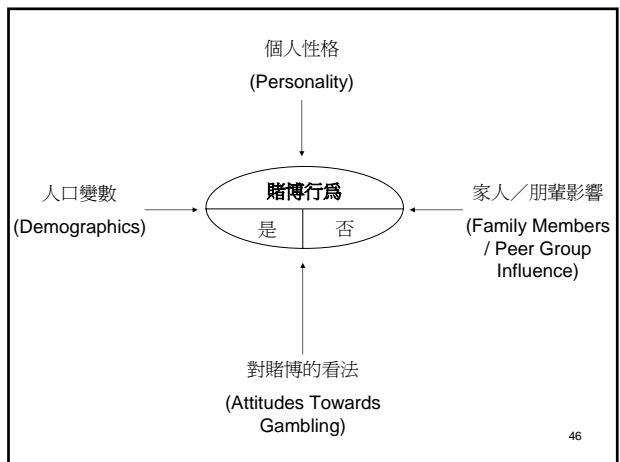 個人性格
(Personality)
人口變數
(Demographics)
賭博行為
是
否
家人／朋輩影響
(Family Members
/ Peer Group
Influence)
對賭博的看法
(Attitudes Towards
Gambling)
46